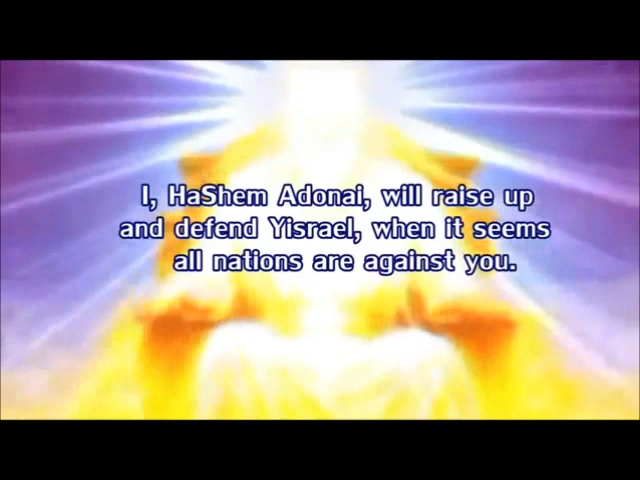 I, HaShem Adonai, will raise up
and defend Yisrael, when it seems
all nations are against you.